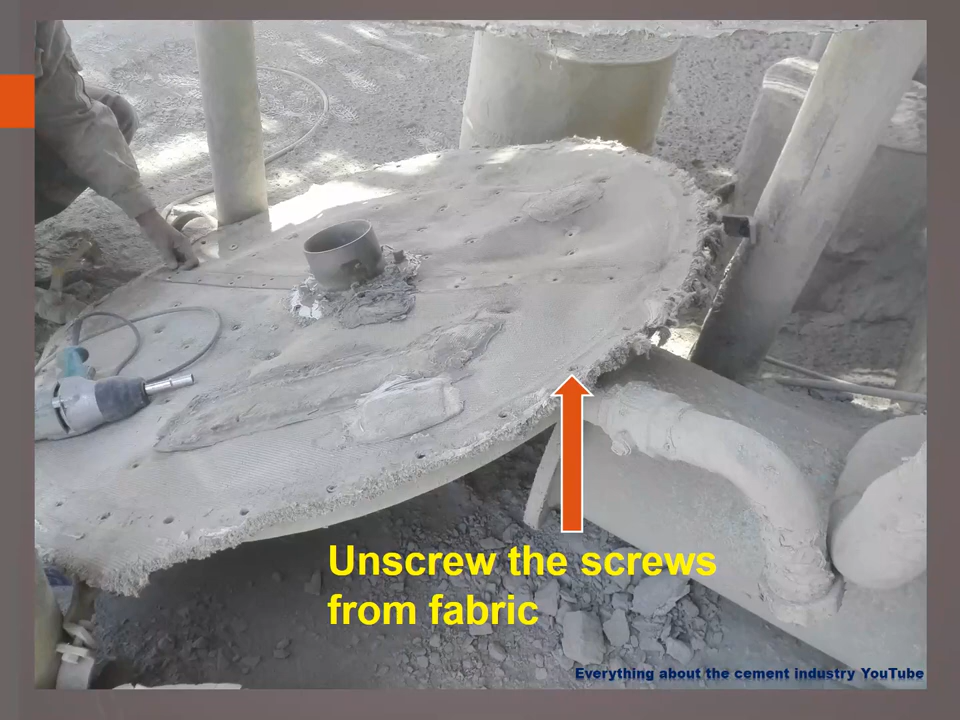 Unscrew the screws
from fabric
Everything about the cement industry YouTube